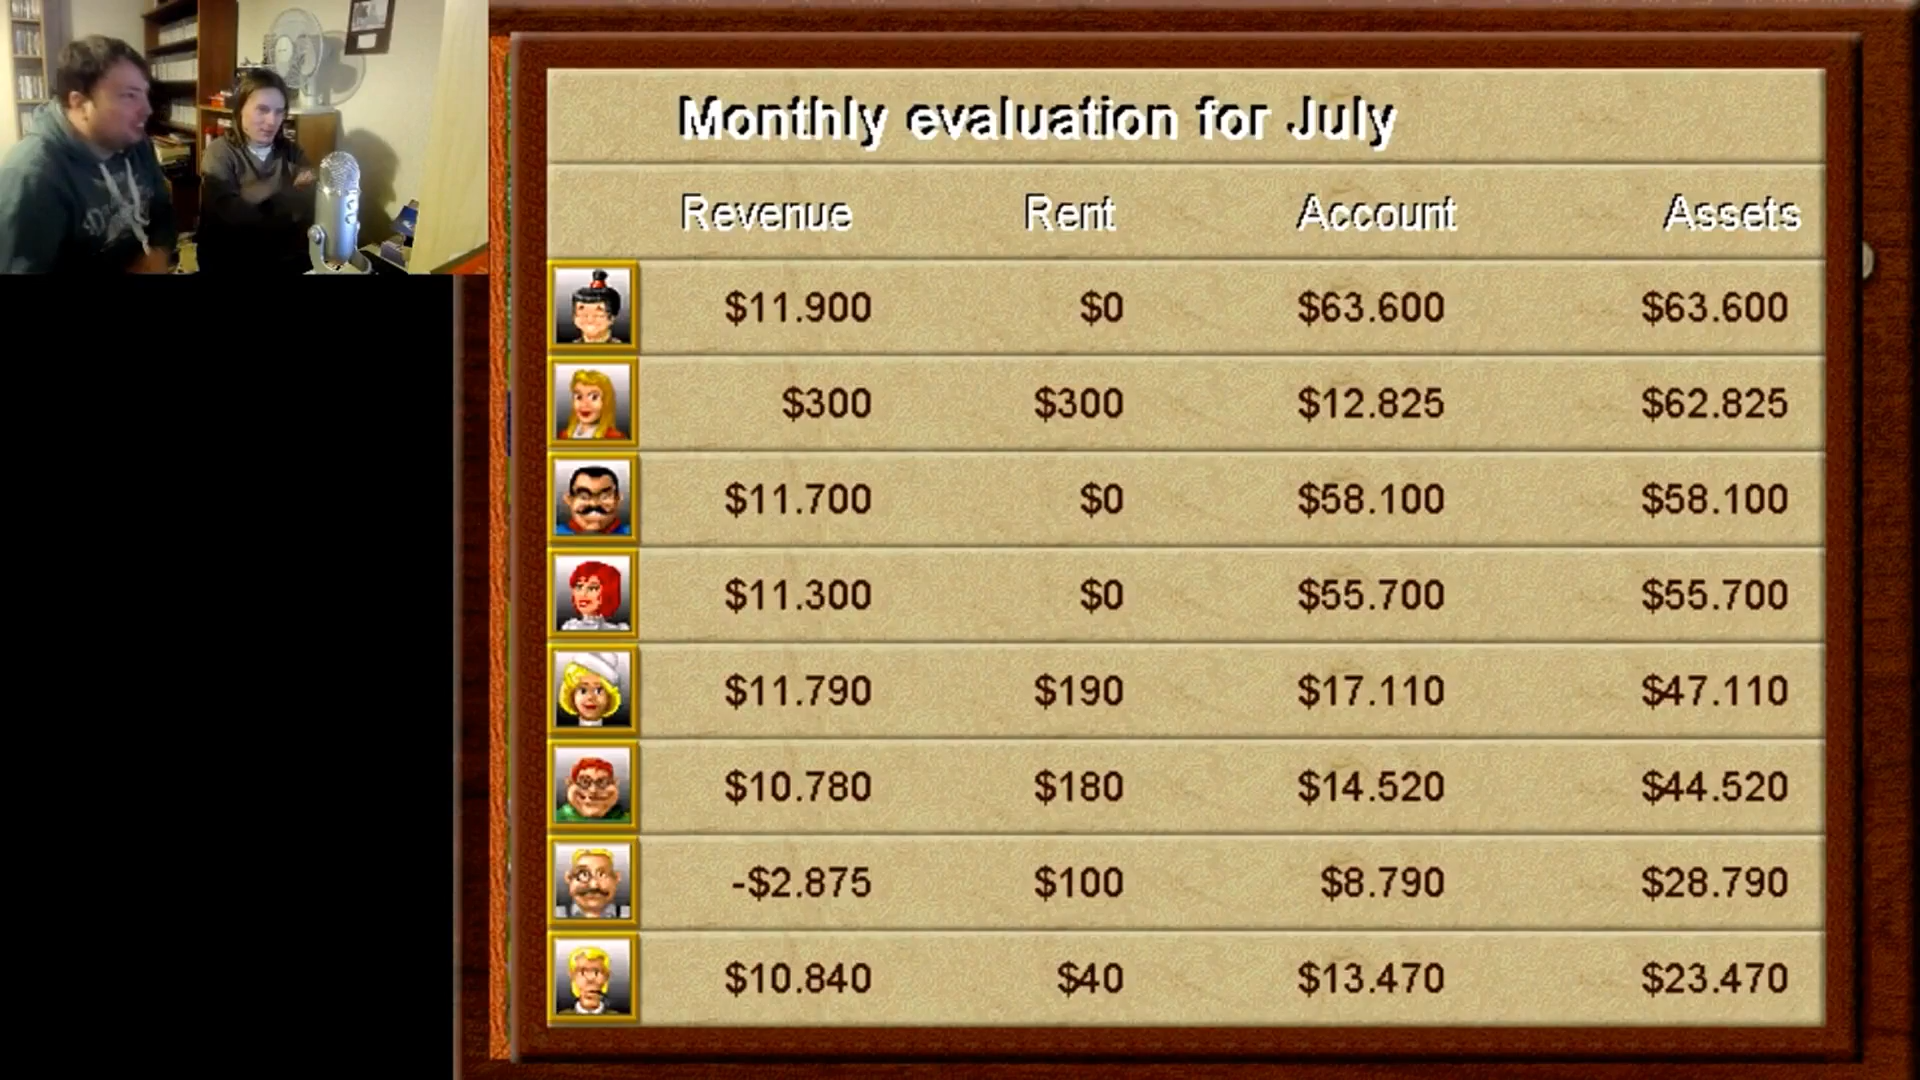 Monthly evaluation for July
Revenue Rent Account Assets
$11.900 $0 $63.600 $63.600
$300 $300 $12.825 $62.825
$11.700 $0 $58.100 $58.100
$11.300 $0 $55.700 $55.700
$11.790 $190 $17.110 $47.110
$10.780 $180 $14.520 $44.520
-$2.875 $100 $8.790 $28.790
$10.840 $40 $13.470 $23.470